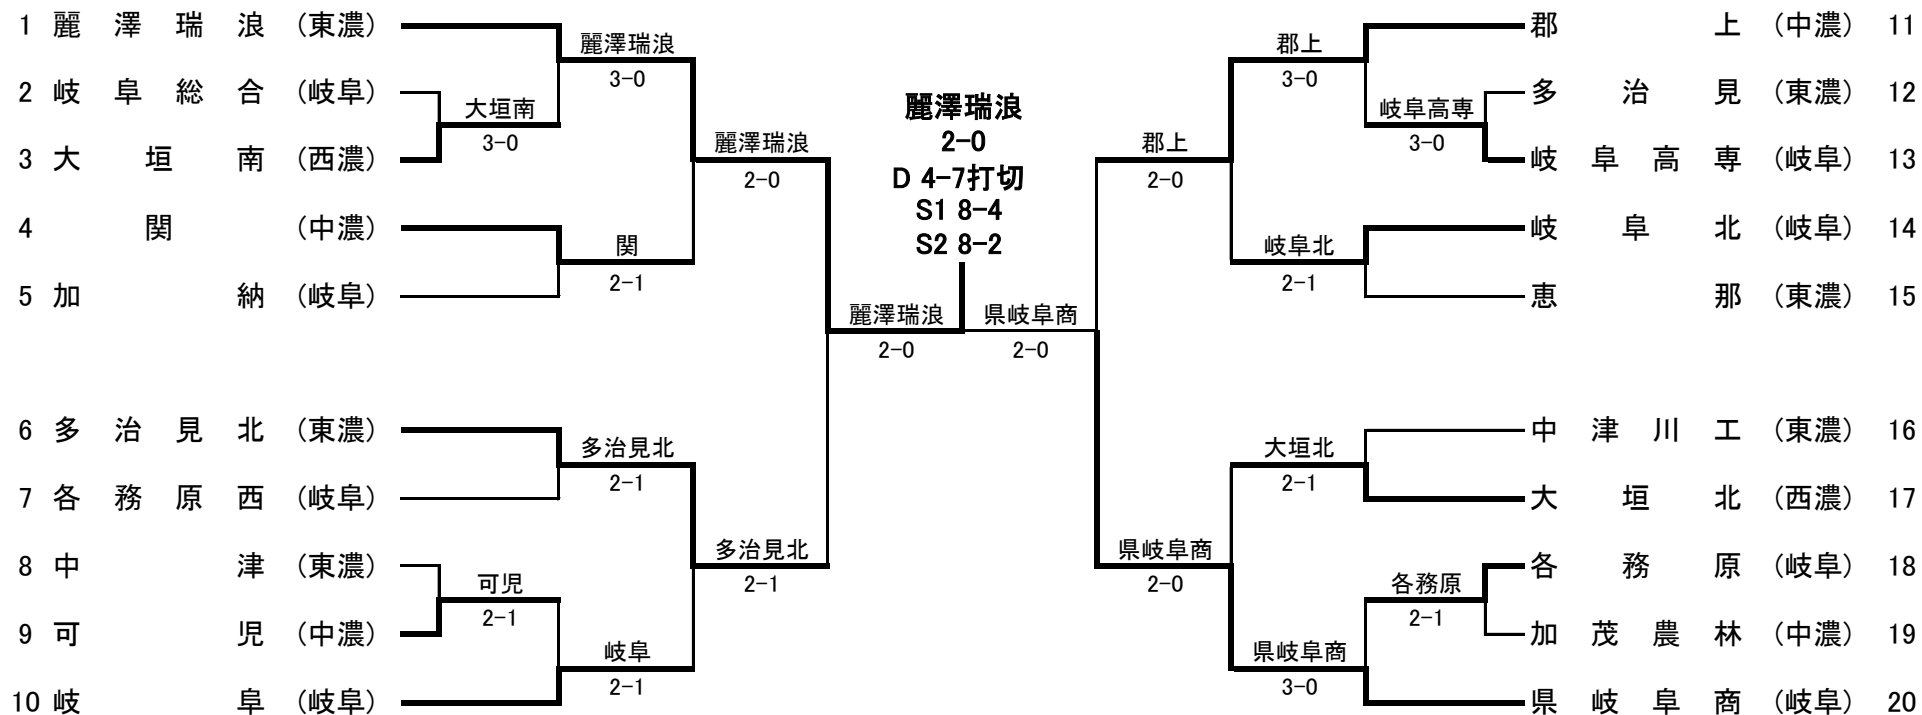 1 麗澤瑞浪 (東濃)
2 岐阜総合 (岐阜)
3 大垣南 (西濃)
4 関 (中濃)
5 加納 (岐阜)
6 多治見北 (東濃)
7 各務原西 (岐阜)
8 中津 (東濃)
9 可児 (中濃)
10 岐阜 (岐阜)
大垣南
3-0
可児
2-1
麗澤瑞浪
3-0
関
2-1
多治見北
2-1
岐阜
2-1
麗澤瑞浪
2-0
多治見北
2-1
麗澤瑞浪
2-0
麗澤瑞浪
2-0
D 4-7打切
S1 8-4
S2 8-2
県岐阜商
2-0
郡上
2-0
県岐阜商
2-0
郡上
3-0
岐阜北
2-1
大垣北
2-1
県岐阜商
3-0
岐阜高専
3-0
各務原
2-1
郡上 (中濃) 11
多治見 (東濃) 12
岐阜高専 (岐阜) 13
岐阜北 (岐阜) 14
恵那 (東濃) 15
中津川工 (東濃) 16
大垣北 (西濃) 17
各務原 (岐阜) 18
加茂農林 (中濃) 19
県岐阜商 (岐阜) 20